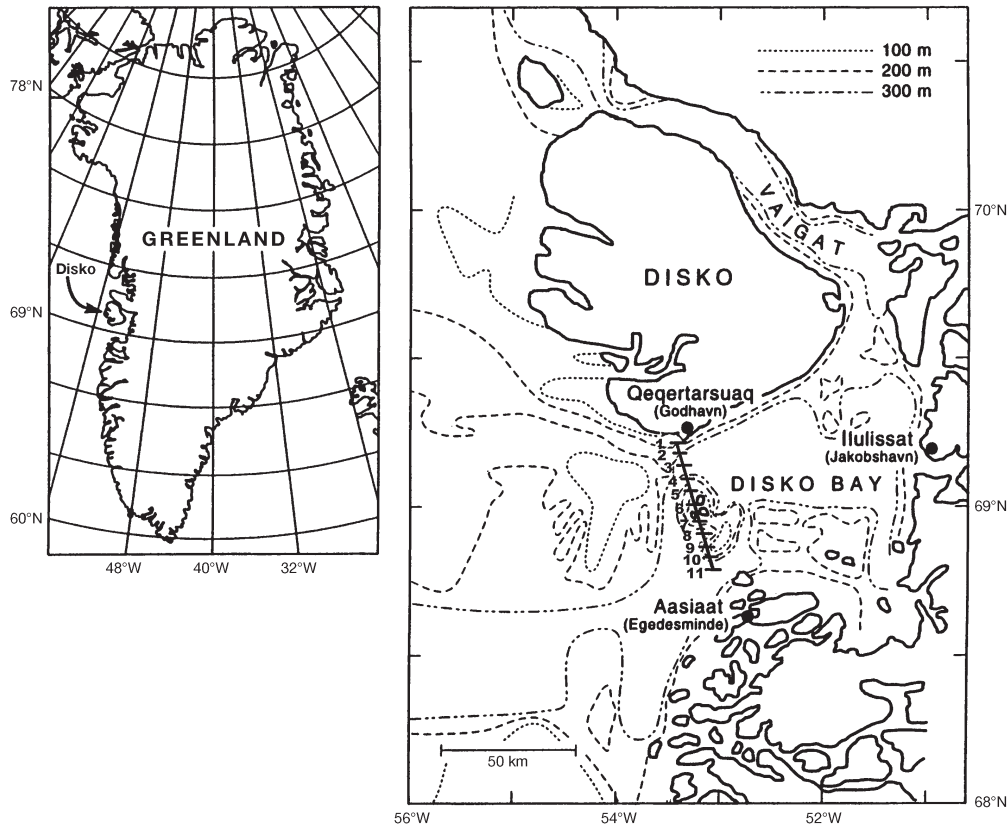 78°N
GREENLAND
Disko
69°N
60°N
48°W
40°W
32°W
100 m
200 m
300 m
VAIGAT
70°N
DISKO
Qeqertarsuaq
(Godhavn)
Ilulissat
(Jakobshavn)
1
2
3
4
5
6
7
8
9
10
11
DISKO BAY
69°N
Aasiaat
(Egedesminde)
50 km
68°N
56°W
54°W
52°W